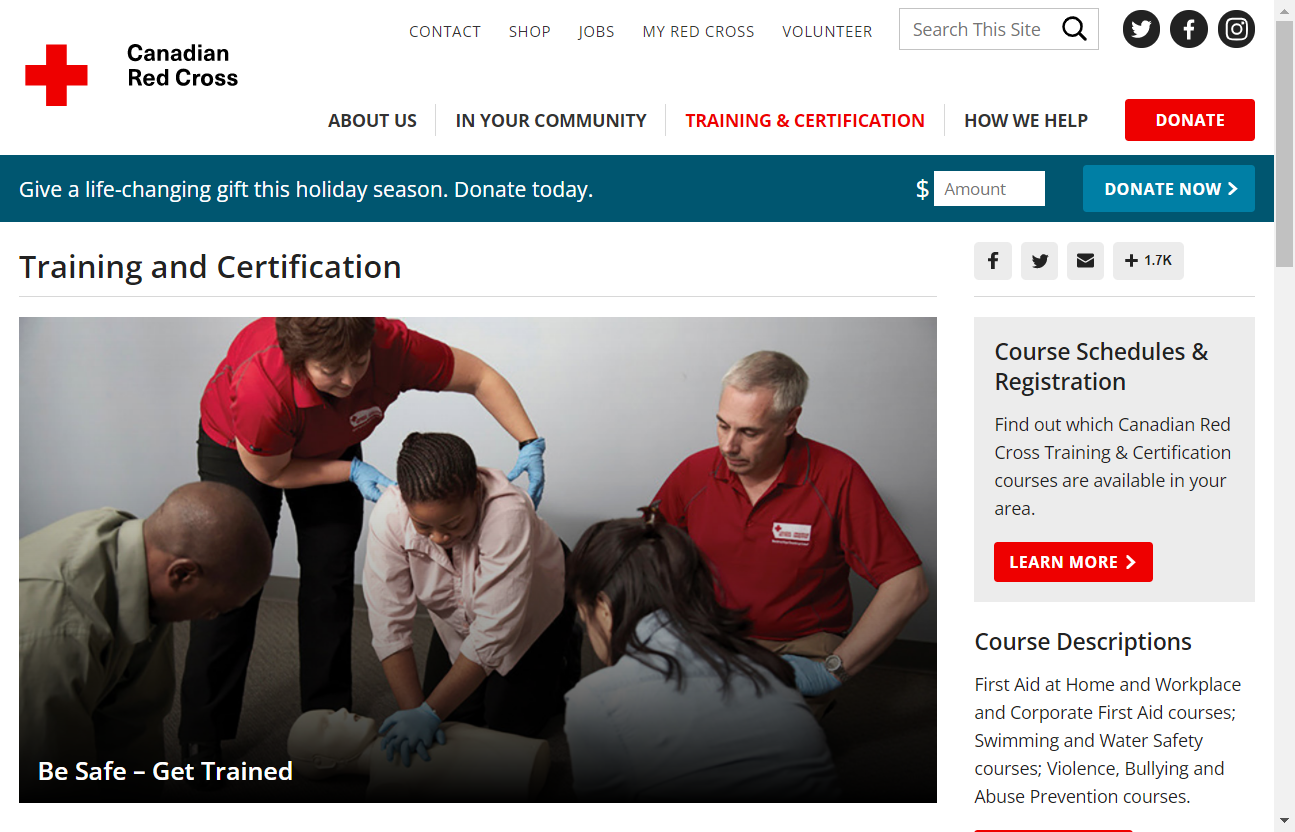 CONTACT SHOP JOBS MY RED CROSS VOLUNTEER Search This Site
Canadian
Red Cross
ABOUT US IN YOUR COMMUNITY TRAINING & CERTIFICATION HOW WE HELP DONATE
Give a life-changing gift this holiday season. Donate today. $ Amount DONATE NOW
Training and Certification
1.7K
Be Safe – Get Trained
Course Schedules &
Registration
Find out which Canadian Red
Cross Training & Certification
courses are available in your
area.
LEARN MORE
Course Descriptions
First Aid at Home and Workplace
and Corporate First Aid courses;
Swimming and Water Safety
courses; Violence, Bullying and
Abuse Prevention courses.